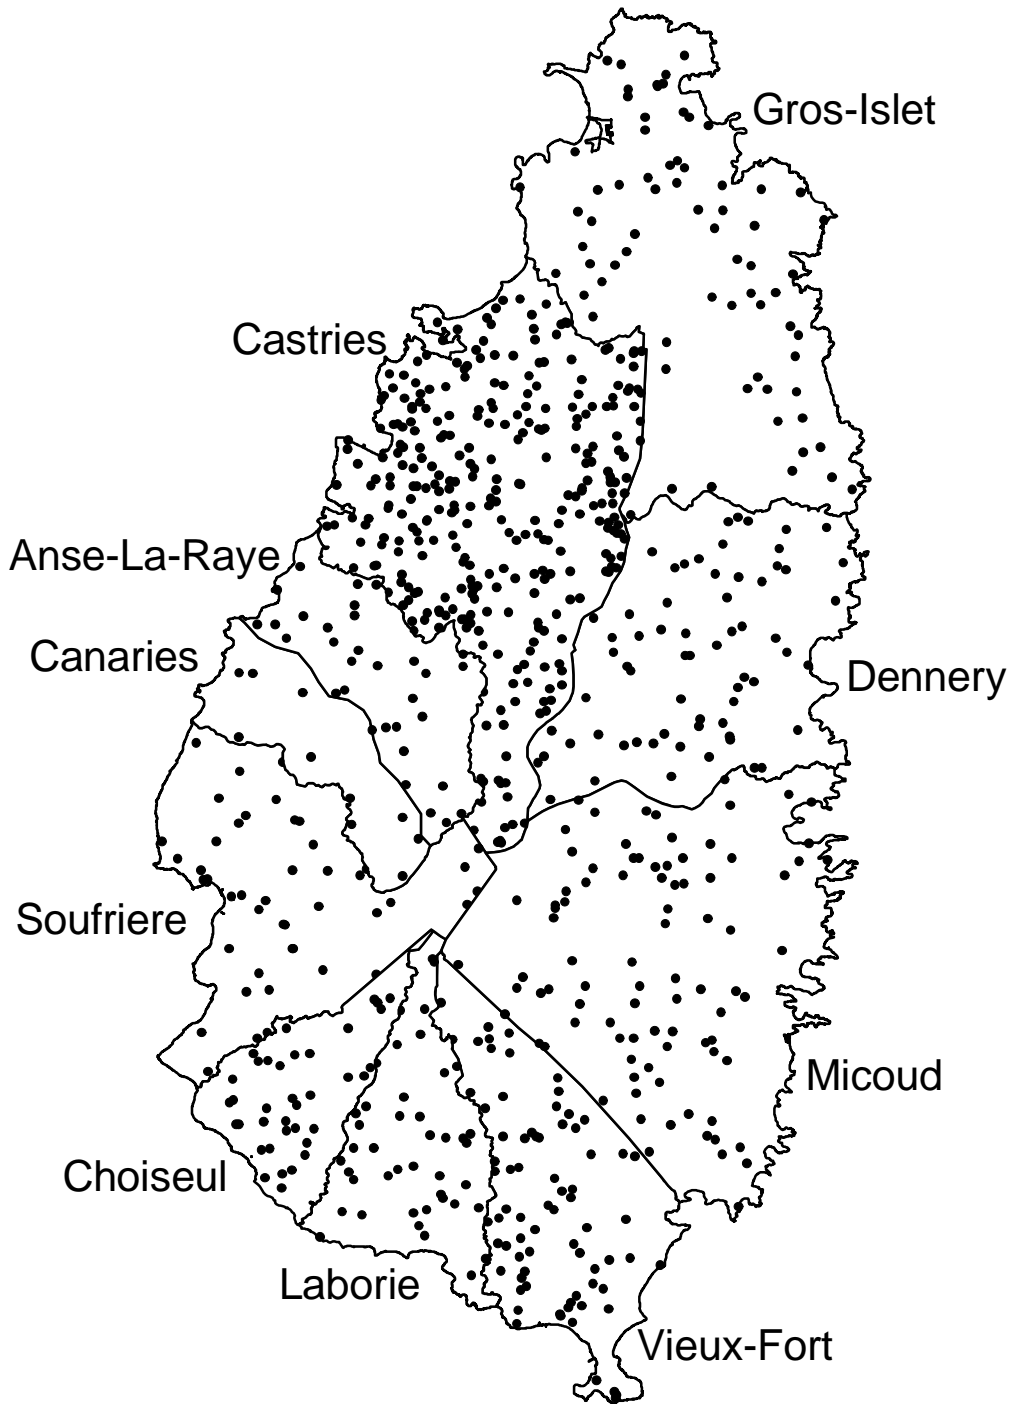 Gros-Islet
Castries
Anse-La-Raye
Canaries
Dennery
Soufriere
Micoud
Choiseul
Laborie
Vieux-Fort